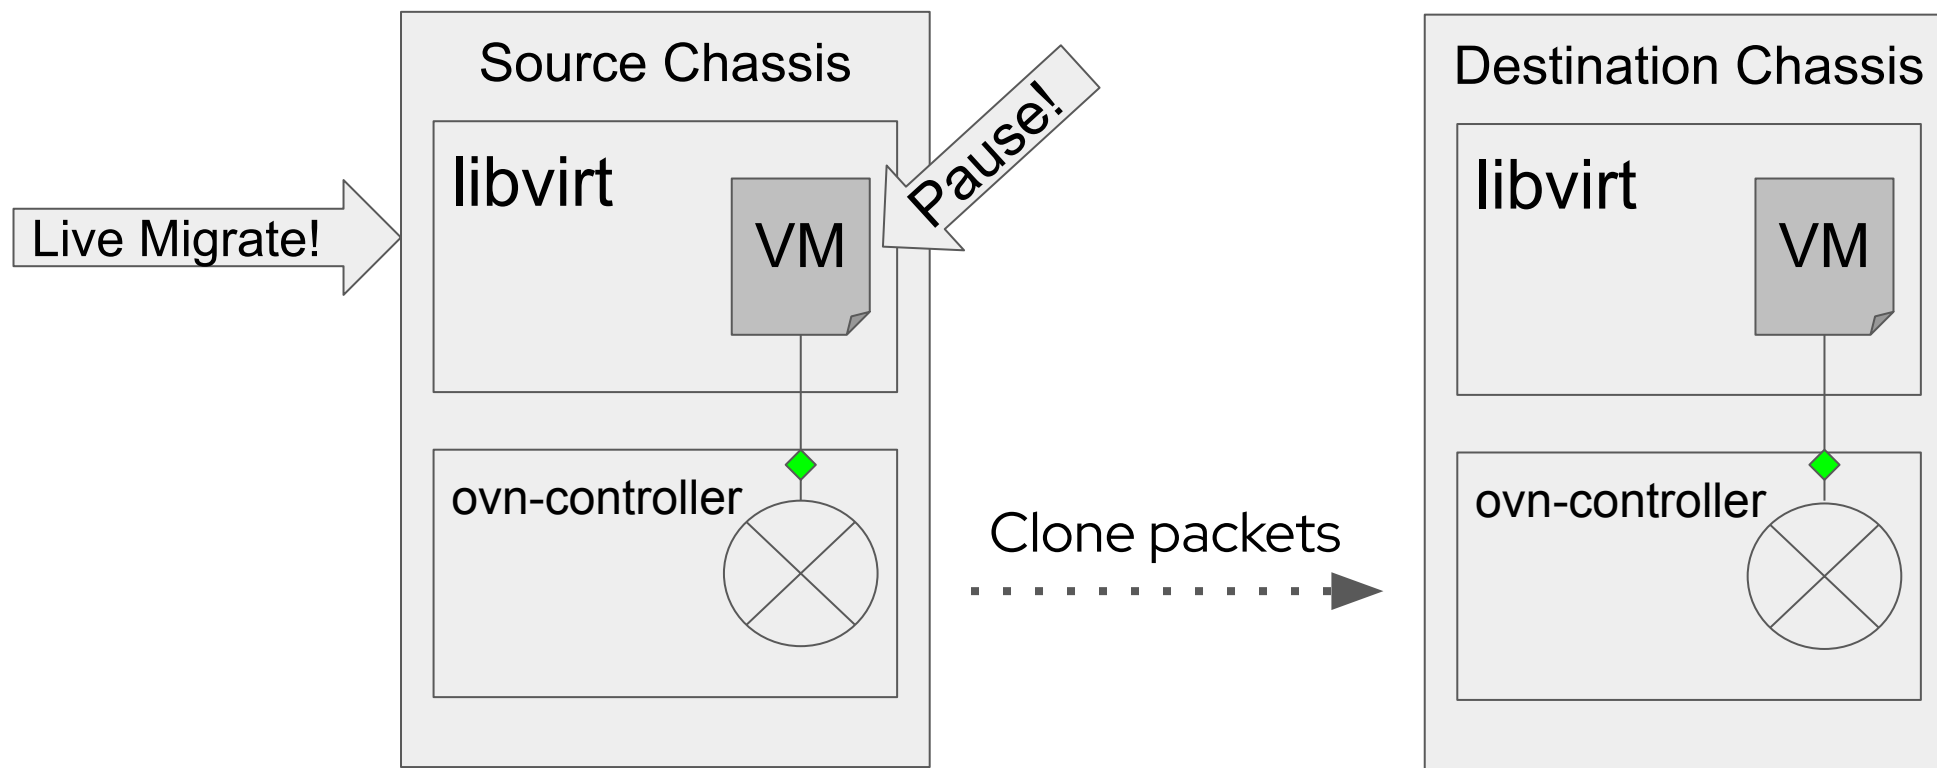 Live Migrate!
Source Chassis
libvirt
VM
Pause!
ovn-controller
Clone packets
Destination Chassis
libvirt
VM
ovn-controller